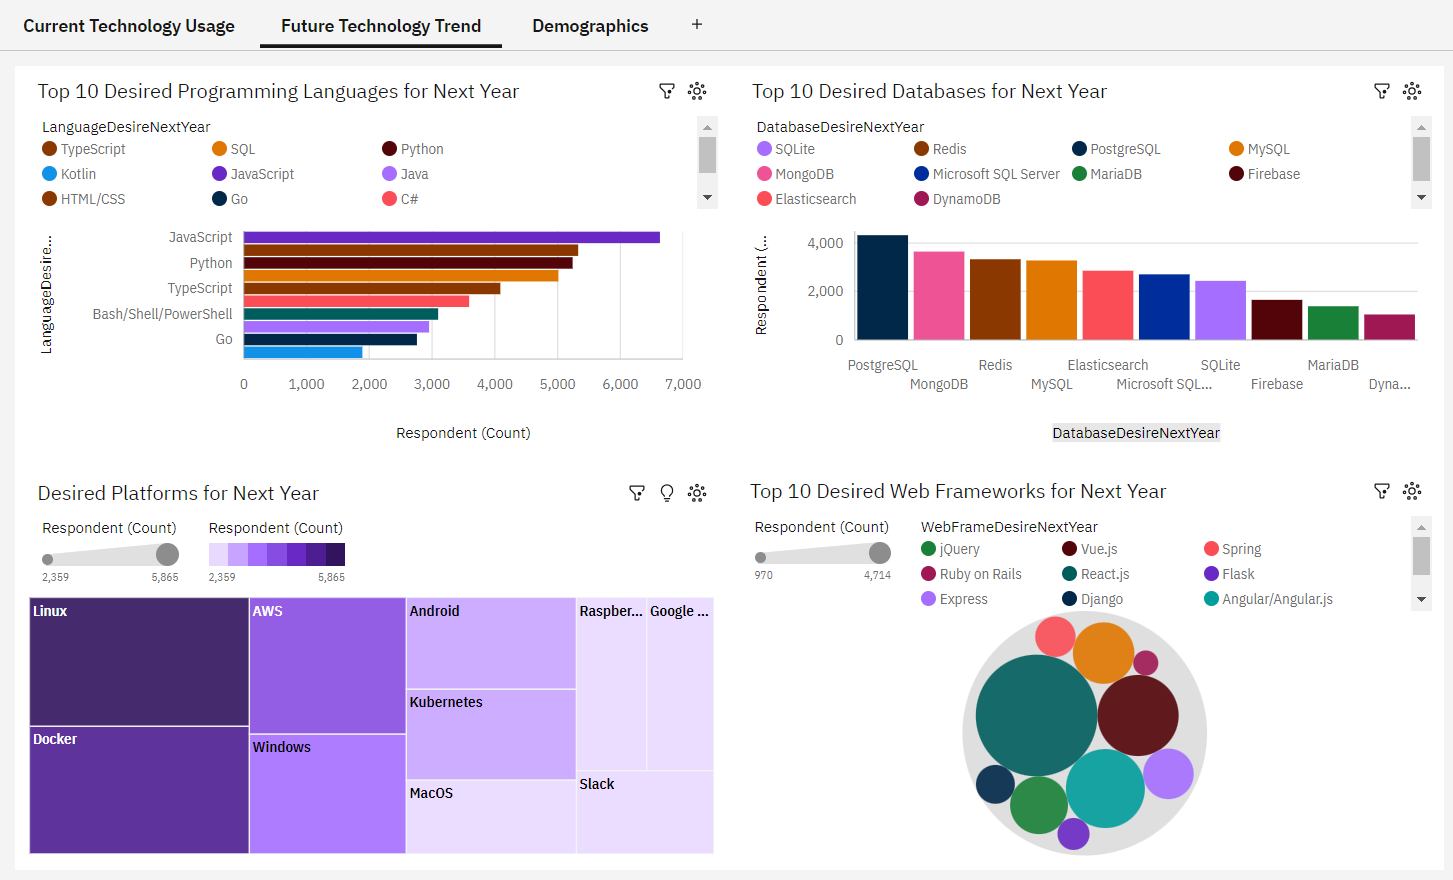 Current Technology Usage Future Technology Trend Demographics +
Top 10 Desired Programming Languages for Next Year
LanguageDesireNextYear
TypeScript SQL Python
Kotlin JavaScript Java
HTML/CSS Go C#
LanguageDesire...
JavaScript
Python
TypeScript
Bash/Shell/PowerShell
Go
0 1,000 2,000 3,000 4,000 5,000 6,000 7,000
Respondent (Count)
Top 10 Desired Databases for Next Year
DatabaseDesireNextYear
SQLite Redis PostgreSQL MySQL
MongoDB Microsoft SQL Server MariaDB Firebase
Elasticsearch DynamoDB
Respondent (...
4,000
2,000
0
PostgreSQL Redis Elasticsearch SQLite MariaDB
MongoDB MySQL Microsoft SQL... Firebase Dyna...
DatabaseDesireNextYear
Desired Platforms for Next Year
Respondent (Count) Respondent (Count)
2,359 5,865 2,359 5,865
Linux AWS Android Raspber... Google ...
Kubernetes
Docker
Windows
Slack
MacOS
Top 10 Desired Web Frameworks for Next Year
Respondent (Count) WebFrameDesireNextYear
970 4,714
jQuery Vue.js Spring
Ruby on Rails React.js Flask
Express Django Angular/Angular.js